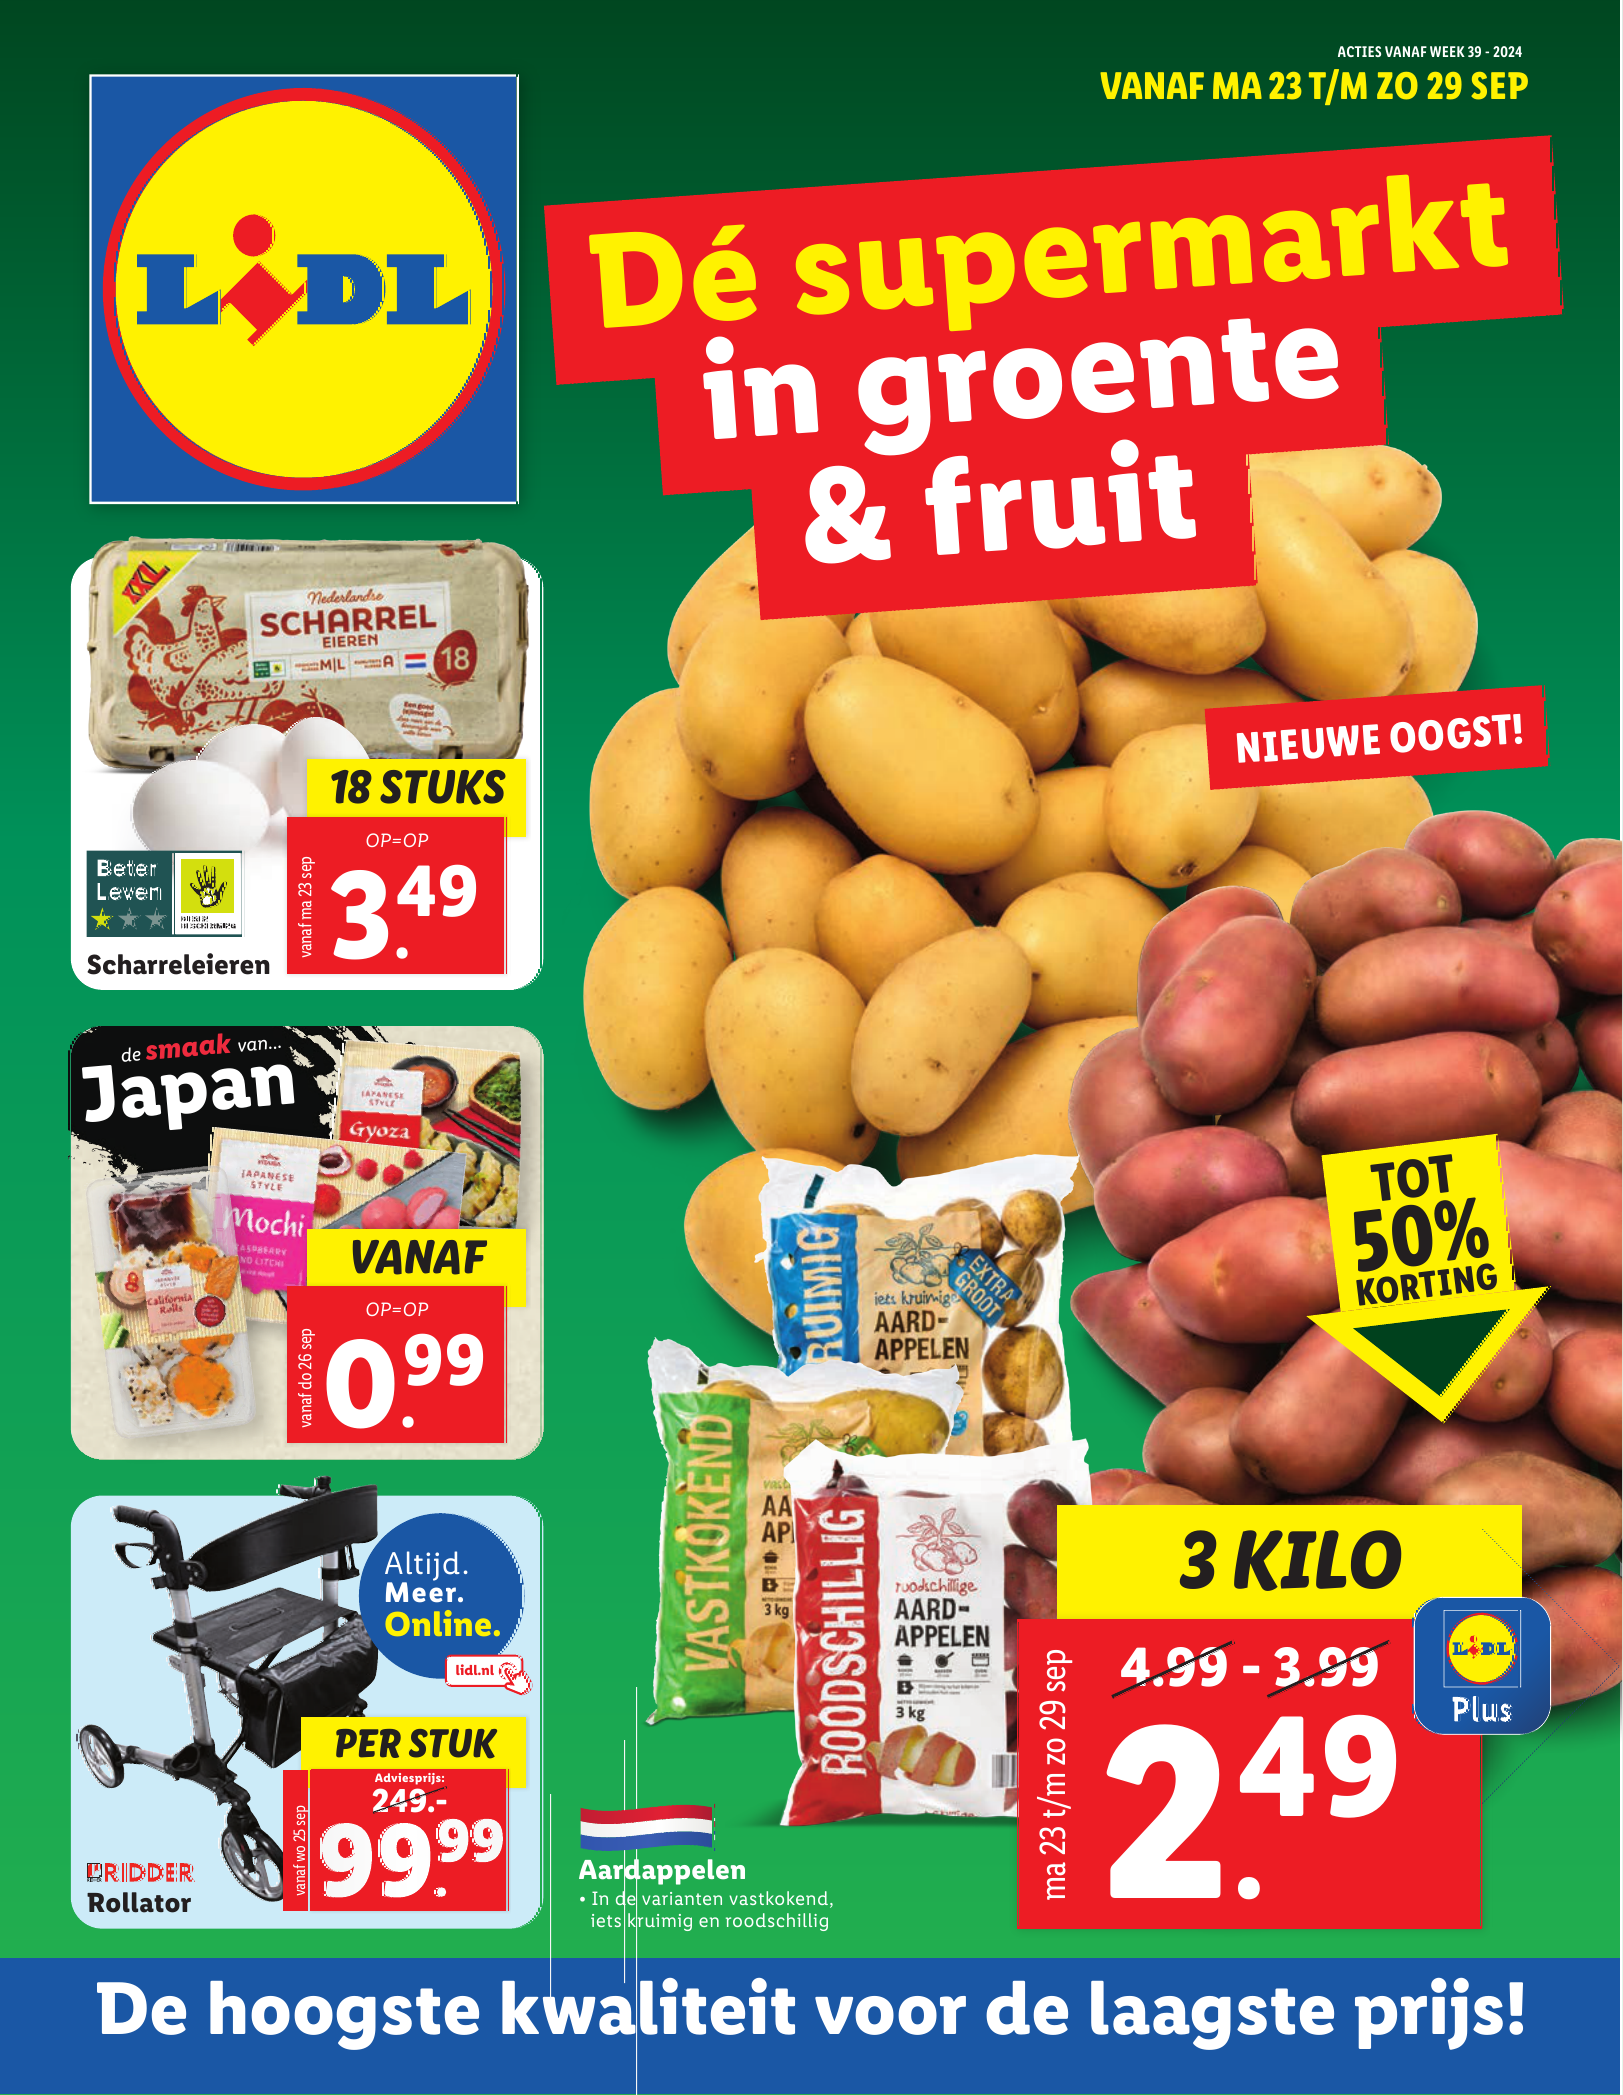 ACTIES VANAF WEEK 39 - 2024
VANAF MA 23 T/M ZO 29 SEP
LiDL
Dé supermarkt
in groente
& fruit
XXL
Nederlandse
SCHARREL
EIEREN
M|L
A
18
18 STUKS
OP=OP
vanaf ma 23 sep
3.49
Beter
Leven
Scharreleieren
NIEUWE OOGST!
de smaak van...
Japan
JAPANESE
STYLE
Gyoza
JAPANESE
STYLE
Mochi
RASPBERRY
AND LITCHI
California
Rolls
VANAF
OP=OP
vanaf do 26 sep
0.99
TOT
50%
KORTING
KRUIMIG
iets kruimige
AARD-
APPELEN
EXTRA
GROOT
VASTKOKEND
3 kg
ROODSCHILLIG
roodschillige
AARD-
APPELEN
3 kg
Altijd.
Meer.
Online.
lidl.nl
PER STUK
Adviesprijs:
249.-
vanaf wo 25 sep
99.99
RIDDER
Rollator
Aardappelen
• In de varianten vastkokend,
iets kruimig en roodschillig
3 KILO
4.99 - 3.99
ma 23 t/m zo 29 sep
2.49
LiDL
Plus
De hoogste kwaliteit voor de laagste prijs!